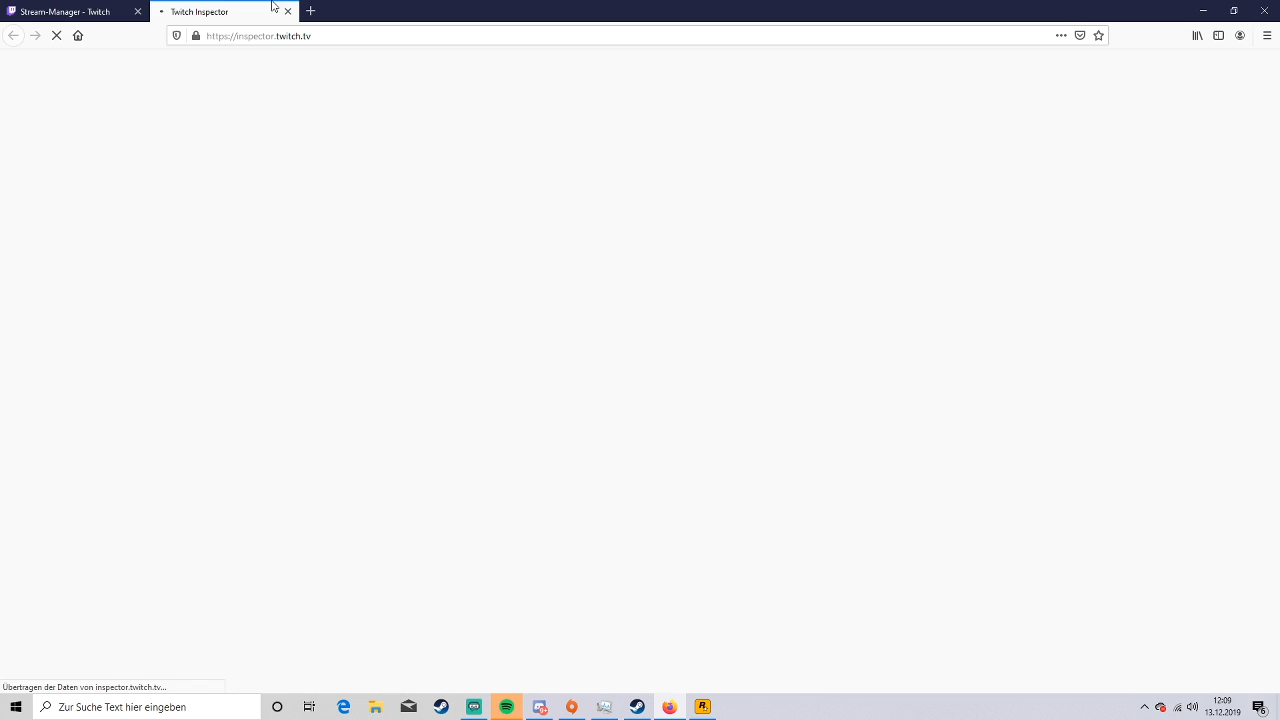 Stream-Manager - Twitch
Twitch Inspector
https://inspector.twitch.tv
Übertragen der Daten von inspector.twitch.tv...
Zur Suche Text hier eingeben
12:09
13.12.2019